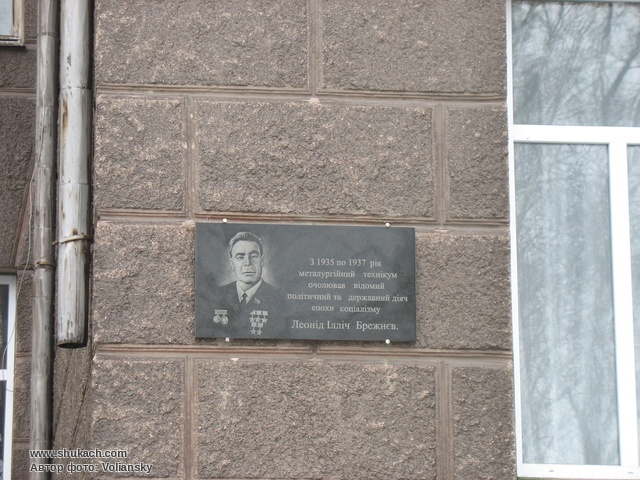 З 1935 по 1937 рік
металургійний технікум
очолював відомий
політичний та державний діяч
епохи соціалізму
Леонід Ілліч Брежнєв.
www.shukach.com
Автор фото: Voliansky